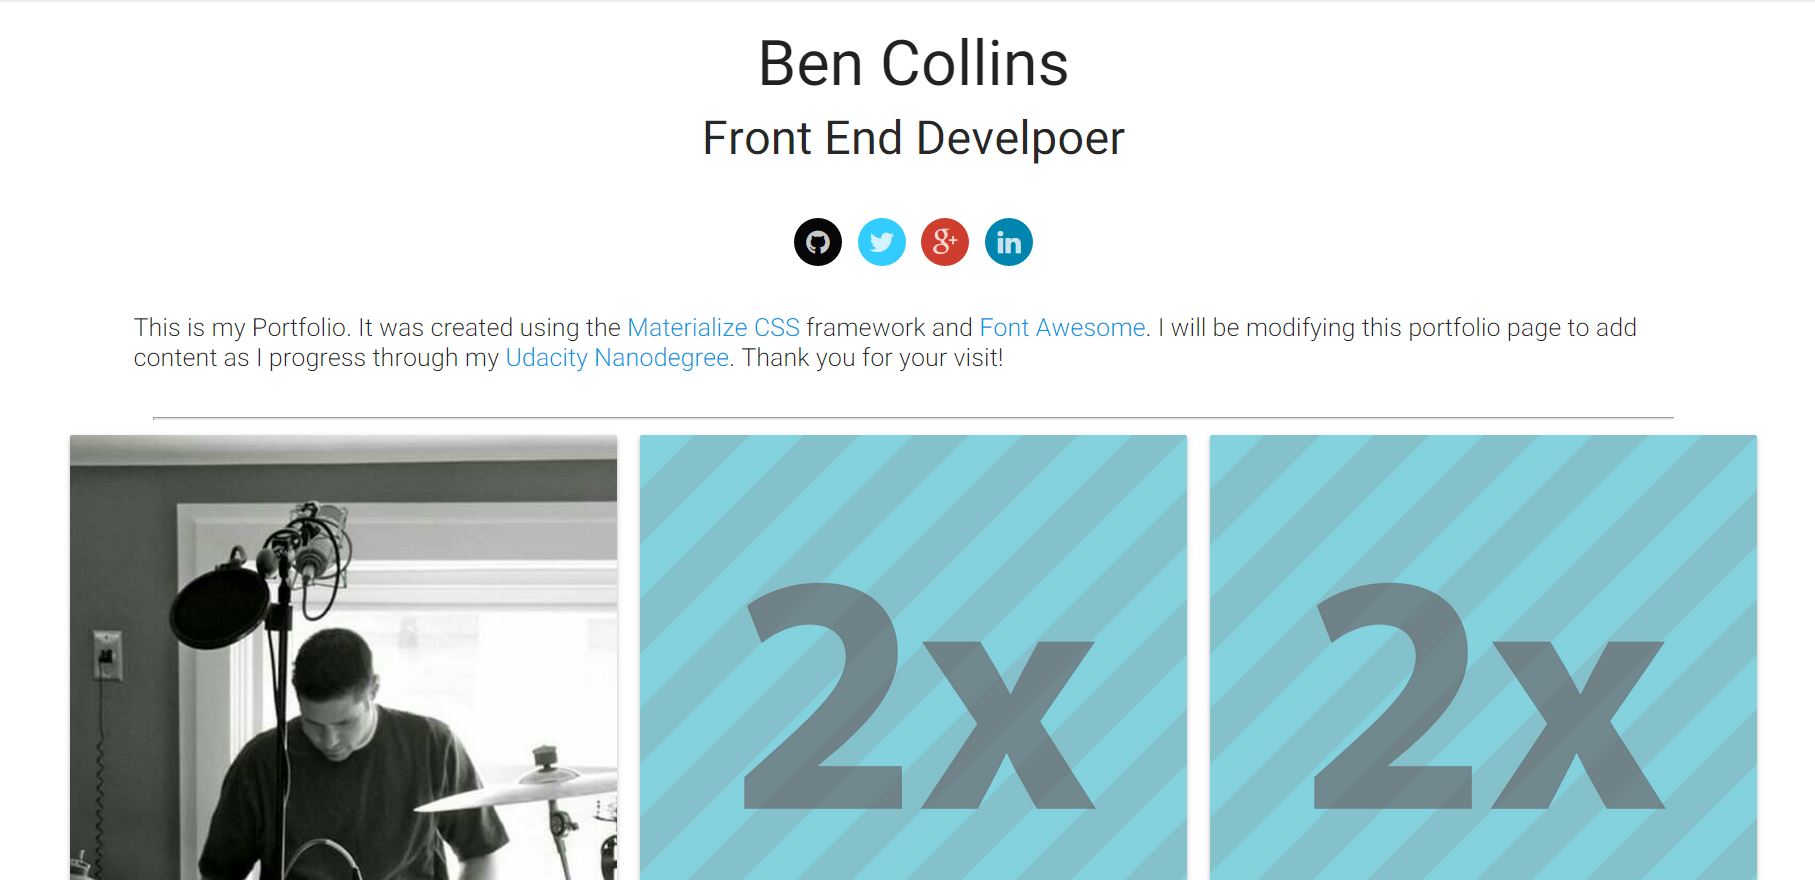 Ben Collins
Front End Develpoer
g+ in
This is my Portfolio. It was created using the Materialize CSS framework and Font Awesome. I will be modifying this portfolio page to add
content as I progress through my Udacity Nanodegree. Thank you for your visit!
2x 2x